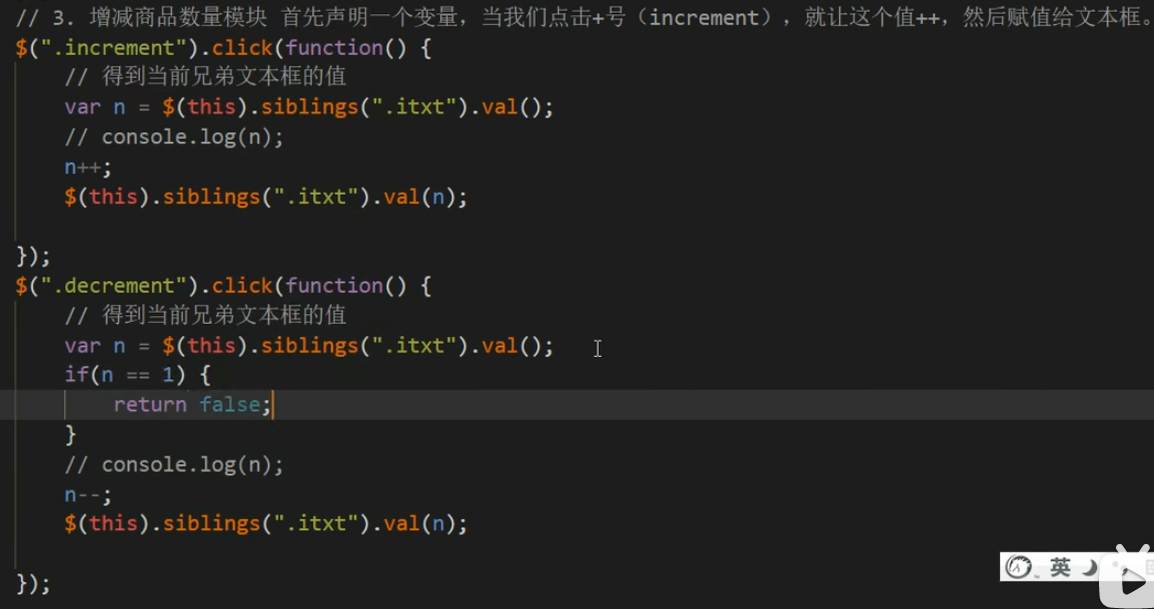 // 3. 增减商品数量模块 首先声明一个变量，当我们点击+号（increment），就让这个值++，然后赋值给文本框。
$(".increment").click(function() {
// 得到当前兄弟文本框的值
var n = $(this).siblings(".itxt").val();
// console.log(n);
n++;
$(this).siblings(".itxt").val(n);
});
$(".decrement").click(function() {
// 得到当前兄弟文本框的值
var n = $(this).siblings(".itxt").val();
if(n == 1) {
return false;
}
// console.log(n);
n--;
$(this).siblings(".itxt").val(n);
});
英